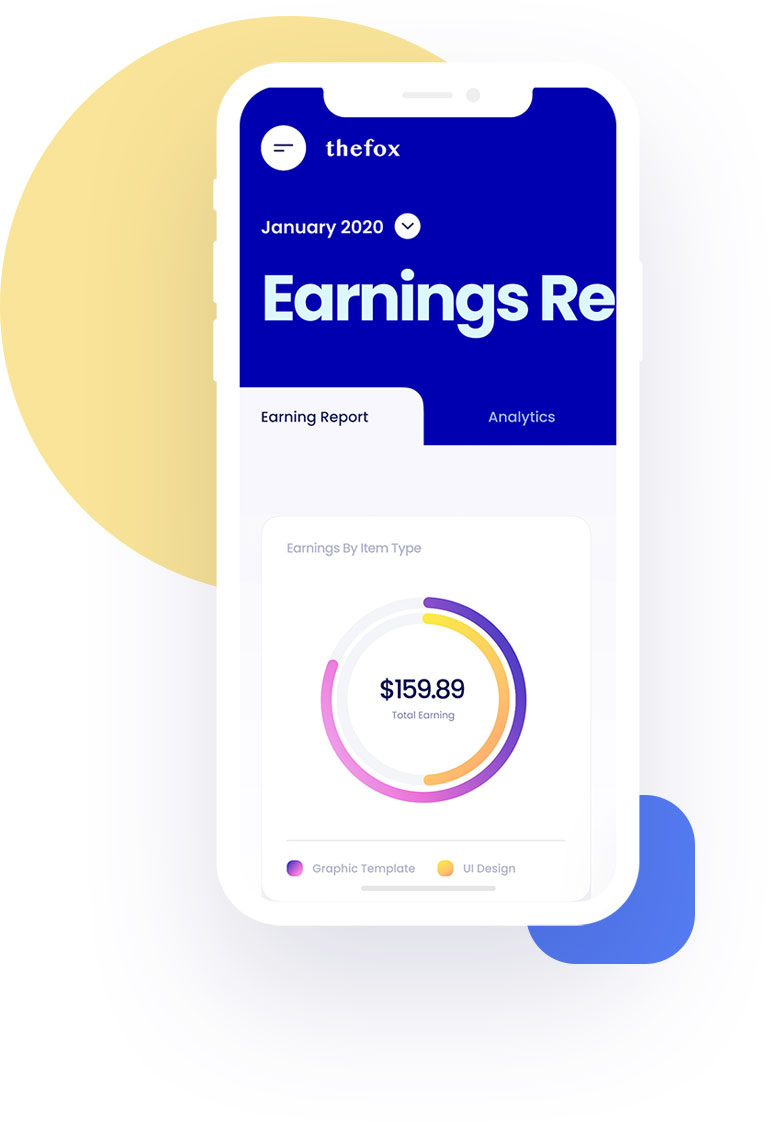 thefox
January 2020
Earnings Re
Earning Report
Analytics
Earnings By Item Type
$159.89
Total Earning
Graphic Template
UI Design